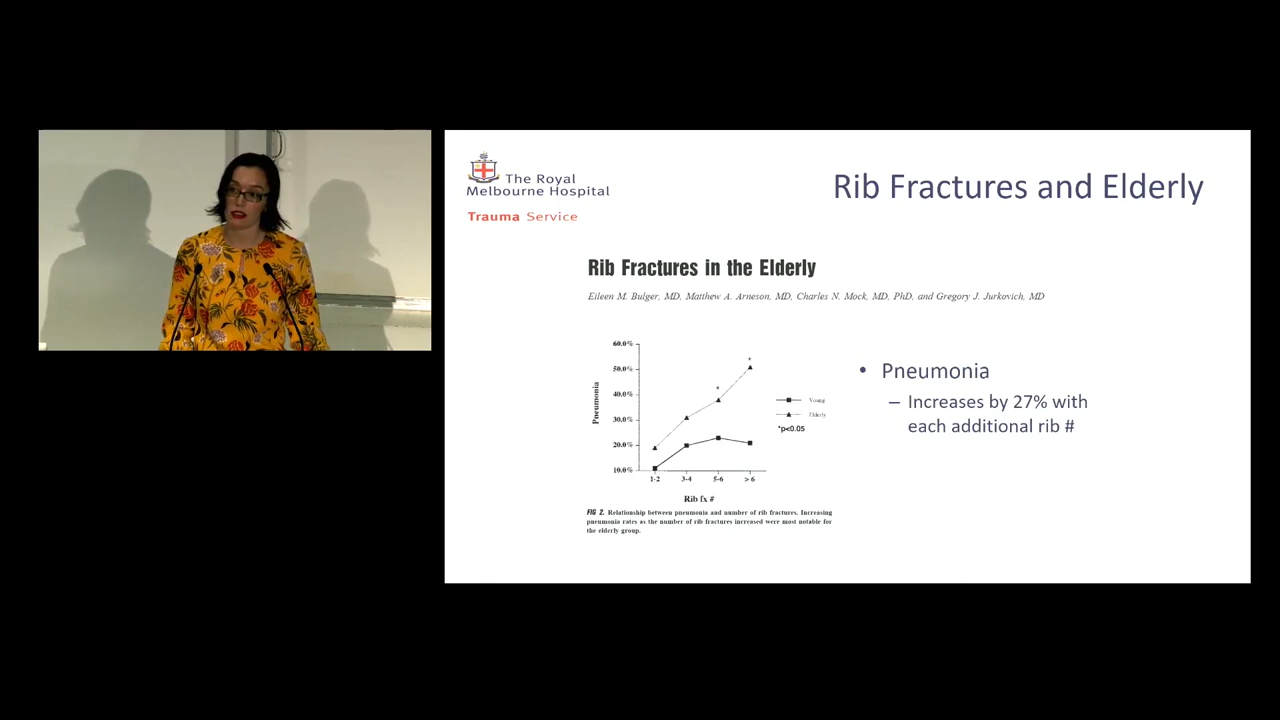 The Royal
Melbourne Hospital
Trauma Service
Rib Fractures and Elderly
Rib Fractures in the Elderly
Eileen M. Bulger, MD, Matthew A. Arneson, MD, Charles N. Mock, MD, PhD, and Gregory J. Jurkovich, MD
60.0%
50.0%
40.0%
30.0%
20.0%
10.0%
Pneumonia
*
*
1-2
3-4
5-6
> 6
Rib fx #
Young
Elderly
*p<0.05
FIG 2. Relationship between pneumonia and number of rib fractures. Increasing
pneumonia rates as the number of rib fractures increased were most notable for
the elderly group.
• Pneumonia
– Increases by 27% with
each additional rib #